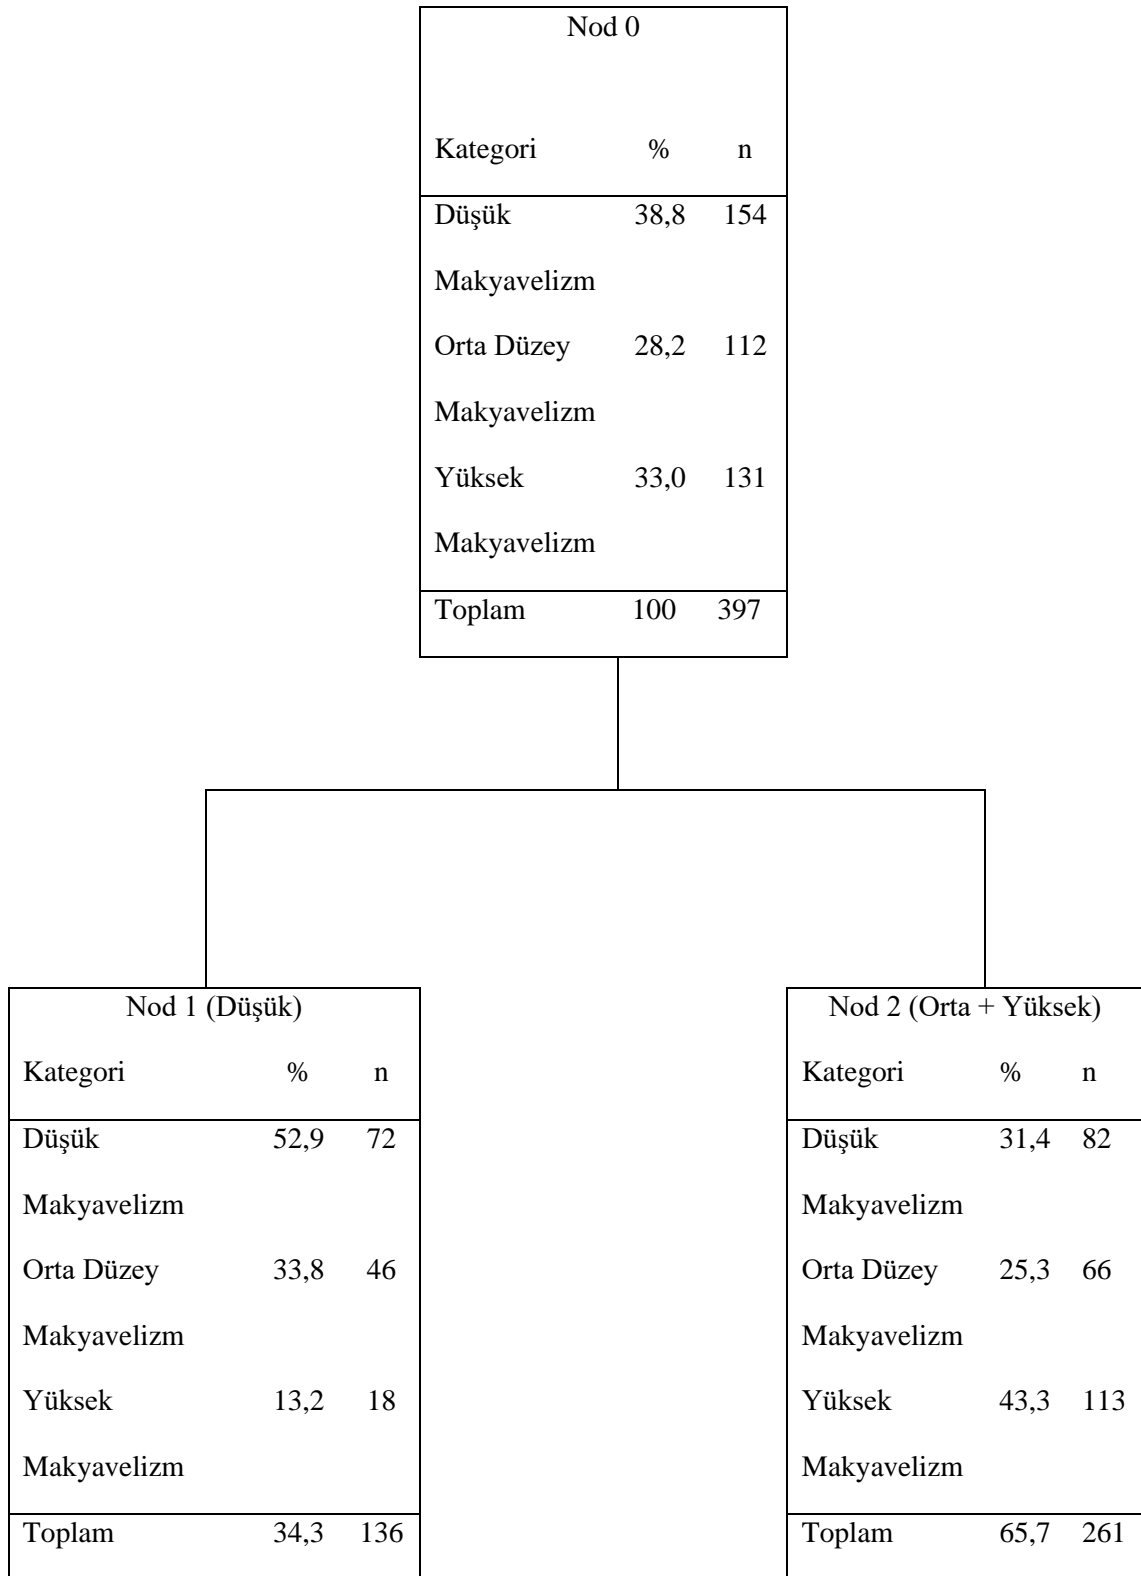 Nod 0
Kategori % n
Düşük 38,8 154
Makyavelizm
Orta Düzey 28,2 112
Makyavelizm
Yüksek 33,0 131
Makyavelizm
Toplam 100 397
Nod 1 (Düşük)
Kategori % n
Düşük 52,9 72
Makyavelizm
Orta Düzey 33,8 46
Makyavelizm
Yüksek 13,2 18
Makyavelizm
Toplam 34,3 136
Nod 2 (Orta + Yüksek)
Kategori % n
Düşük 31,4 82
Makyavelizm
Orta Düzey 25,3 66
Makyavelizm
Yüksek 43,3 113
Makyavelizm
Toplam 65,7 261